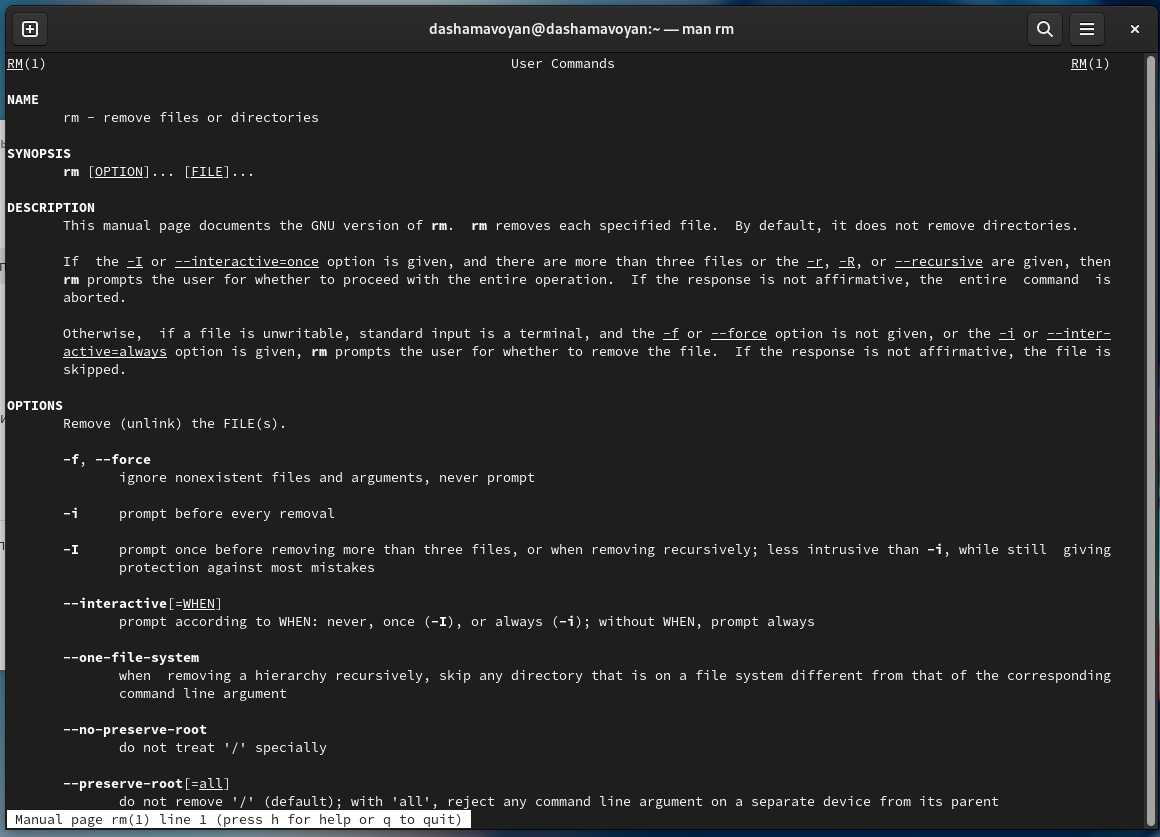 dashamavoyan@dashamavoyan:~ — man rm
RM(1) User Commands RM(1)
NAME
rm - remove files or directories
SYNOPSIS
rm [OPTION]... [FILE]...
DESCRIPTION
This manual page documents the GNU version of rm.  rm removes each specified file.  By default, it does not remove directories.
If  the -I or --interactive=once option is given, and there are more than three files or the -r, -R, or --recursive are given, then
rm prompts the user for whether to proceed with the entire operation.  If the response is not affirmative, the  entire  command  is
aborted.
Otherwise,  if a file is unwritable, standard input is a terminal, and the -f or --force option is not given, or the -i or --inter-
active=always option is given, rm prompts the user for whether to remove the file.  If the response is not affirmative, the file is
skipped.
OPTIONS
Remove (unlink) the FILE(s).
-f, --force
ignore nonexistent files and arguments, never prompt
-i     prompt before every removal
-I     prompt once before removing more than three files, or when removing recursively; less intrusive than -i, while still  giving
protection against most mistakes
--interactive[=WHEN]
prompt according to WHEN: never, once (-I), or always (-i); without WHEN, prompt always
--one-file-system
when  removing a hierarchy recursively, skip any directory that is on a file system different from that of the corresponding
command line argument
--no-preserve-root
do not treat '/' specially
--preserve-root[=all]
do not remove '/' (default); with 'all', reject any command line argument on a separate device from its parent
Manual page rm(1) line 1 (press h for help or q to quit)